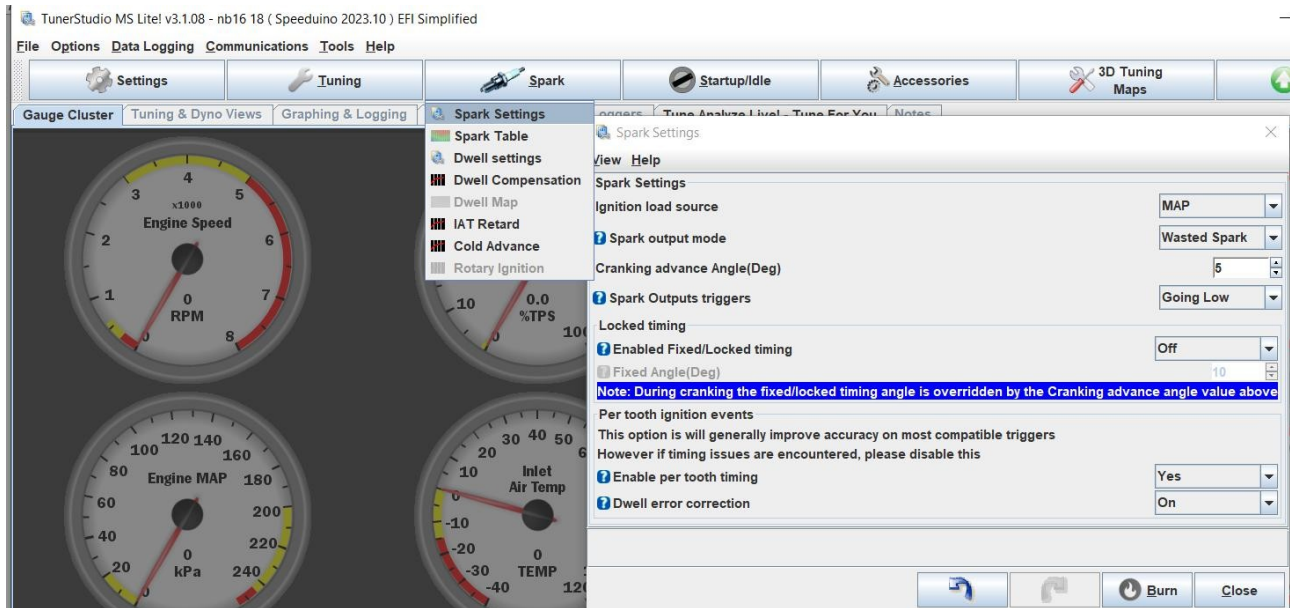 TunerStudio MS Lite! v3.1.08 - nb16 18 ( Speeduino 2023.10 ) EFI Simplified
File Options Data Logging Communications Tools Help
Settings Tuning Spark Startup/Idle Accessories 3D Tuning
Maps
Gauge Cluster Tuning & Dyno Views Graphing & Logging Tune Analyze Live! - Tune For You Notes
Spark Settings
Spark Table
Dwell settings
Dwell Compensation
Dwell Map
IAT Retard
Cold Advance
Rotary Ignition
Spark Settings
View Help
Spark Settings
Ignition load source MAP
Spark output mode Wasted Spark
Cranking advance Angle(Deg) 5
Spark Outputs triggers Going Low
Locked timing
Enabled Fixed/Locked timing Off
Fixed Angle(Deg) 10
Note: During cranking the fixed/locked timing angle is overridden by the Cranking advance angle value above
Per tooth ignition events
This option is will generally improve accuracy on most compatible triggers
However if timing issues are encountered, please disable this
Enable per tooth timing Yes
Dwell error correction On
Burn Close
0 1 2 3 4 5 6 7 8
x1000
Engine Speed
0
RPM
10 100
0.0
%TPS
0 20 40 60 80 100 120 140 160 180 200 220 240
Engine MAP
0
kPa
-40 -30 -20 -10 0 10 20 30 40 50
Inlet
Air Temp
0
TEMP